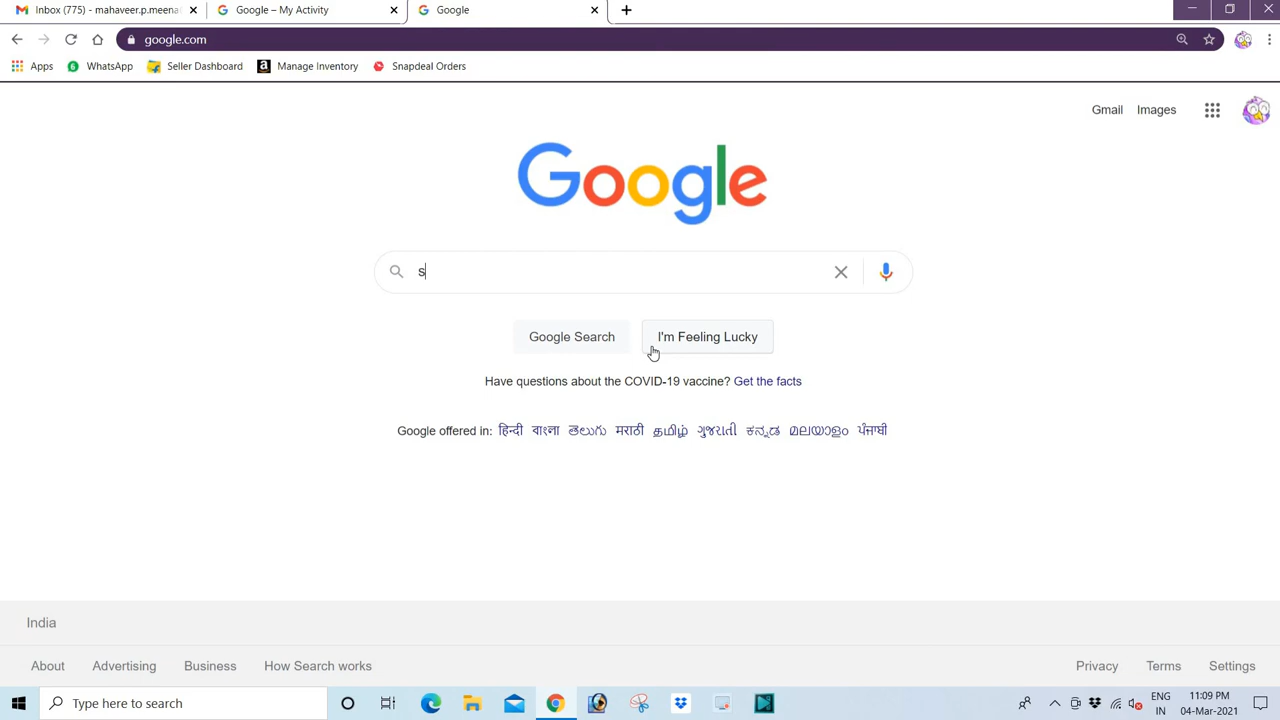 Inbox (775) - mahaveer.p.meena
Google – My Activity
Google
google.com
Apps
6 WhatsApp
Seller Dashboard
a Manage Inventory
Snapdeal Orders
Gmail Images
Google
s
Google Search I'm Feeling Lucky
Have questions about the COVID-19 vaccine? Get the facts
Google offered in: हिन्दी বাংলা తెలుగు मराठी தமிழ் ગુજરાતી ಕನ್ನಡ മലയാളം ਪੰਜਾਬੀ
India
About Advertising Business How Search works Privacy Terms Settings
Type here to search
ENG 11:09 PM
IN 04-Mar-2021